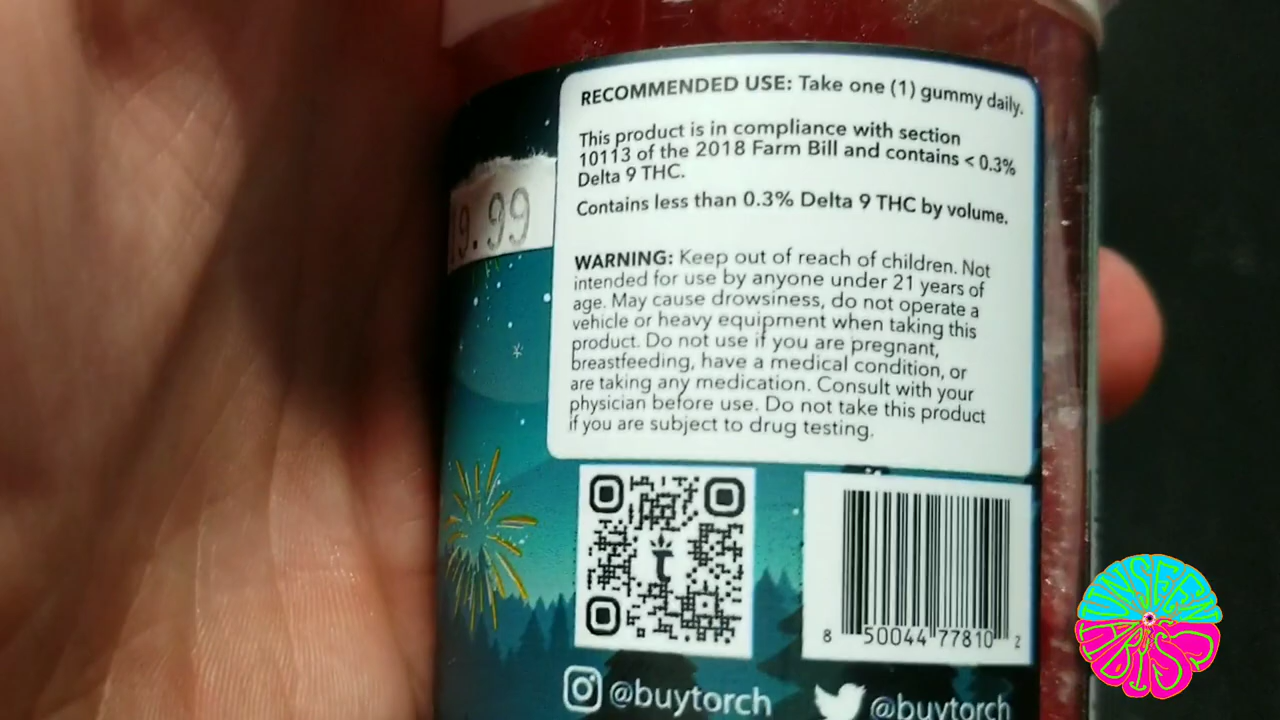 RECOMMENDED USE: Take one (1) gummy daily.
This product is in compliance with section
10113 of the 2018 Farm Bill and contains < 0.3%
Delta 9 THC.
Contains less than 0.3% Delta 9 THC by volume.
9.99
WARNING: Keep out of reach of children. Not
intended for use by anyone under 21 years of
age. May cause drowsiness, do not operate a
vehicle or heavy equipment when taking this
product. Do not use if you are pregnant,
breastfeeding, have a medical condition, or
are taking any medication. Consult with your
physician before use. Do not take this product
if you are subject to drug testing.
8 50044 77810 2
@buytorch
@buytorch